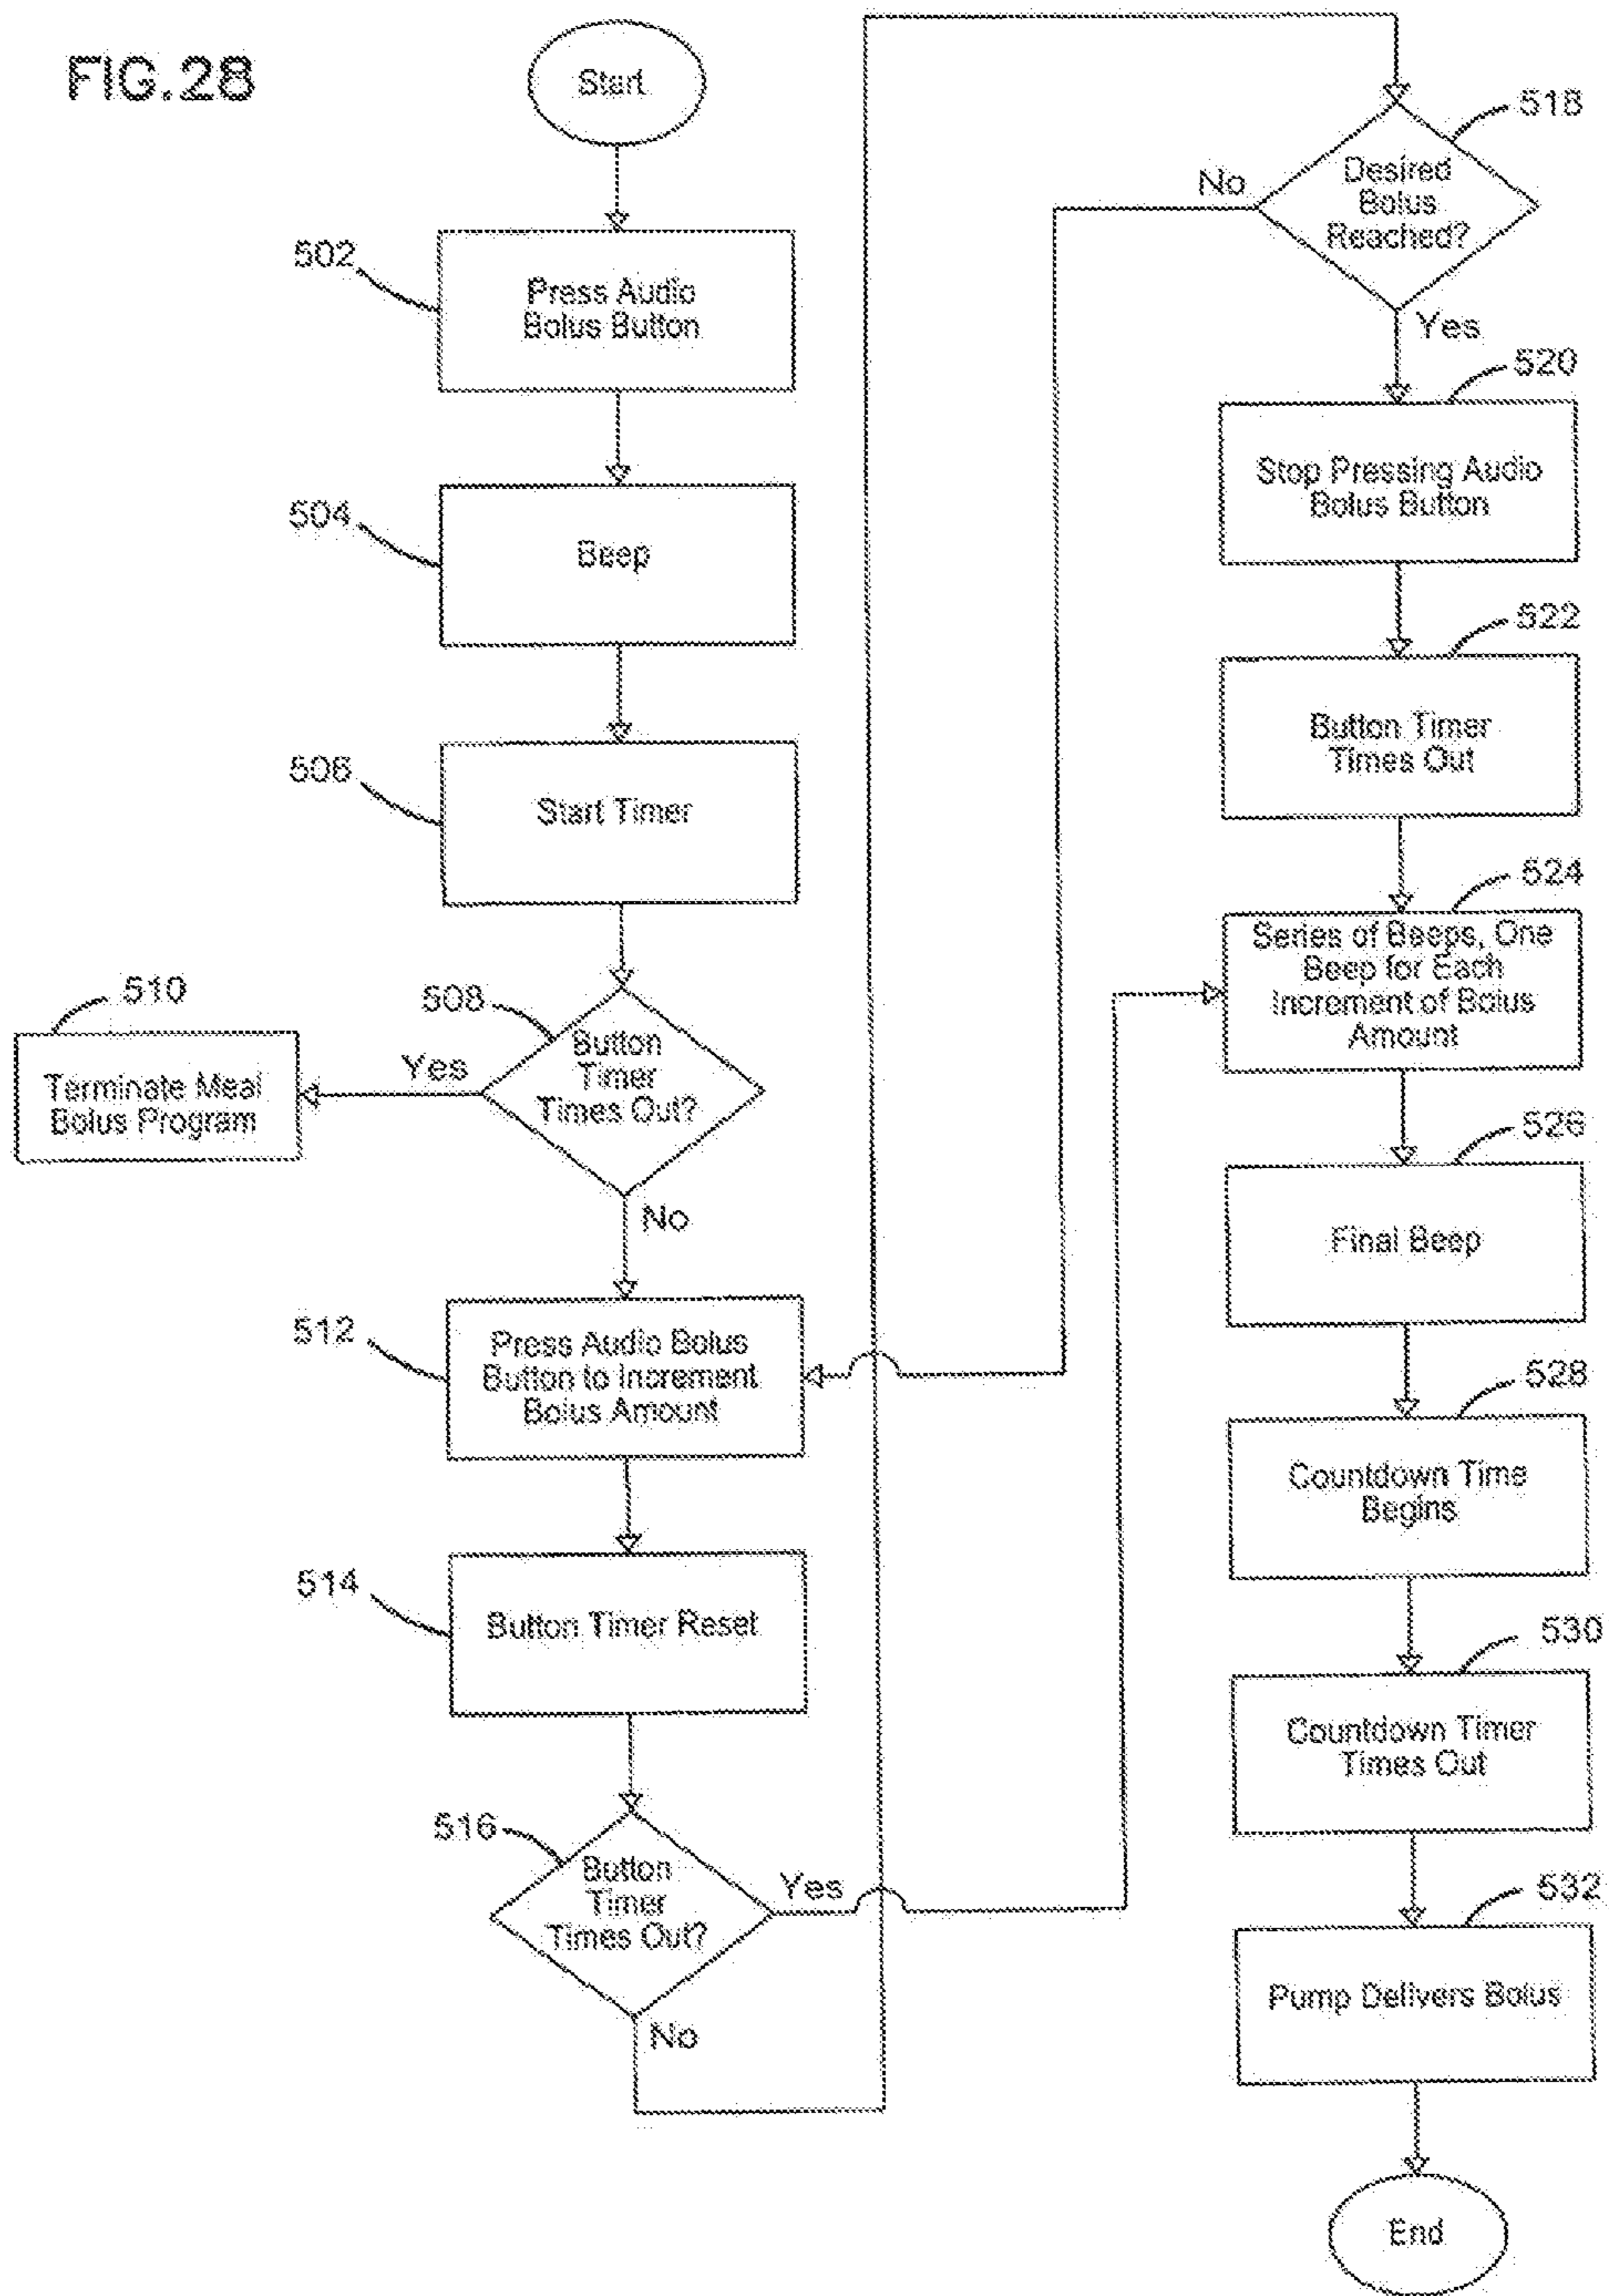 FIG.28
Start
502
Press Audio
Bolus Button
504
Beep
506
Start Timer
508
Button
Timer
Times Out?
Yes
510
Terminate Meal
Bolus Program
No
512
Press Audio Bolus
Button to Increment
Bolus Amount
514
Button Timer Reset
516
Button
Timer
Times Out?
Yes
No
518
Desired
Bolus
Reached?
No
Yes
520
Stop Pressing Audio
Bolus Button
522
Button Timer
Times Out
524
Series of Beeps, One
Beep for Each
Increment of Bolus
Amount
526
Final Beep
528
Countdown Time
Begins
530
Countdown Timer
Times Out
532
Pump Delivers Bolus
End